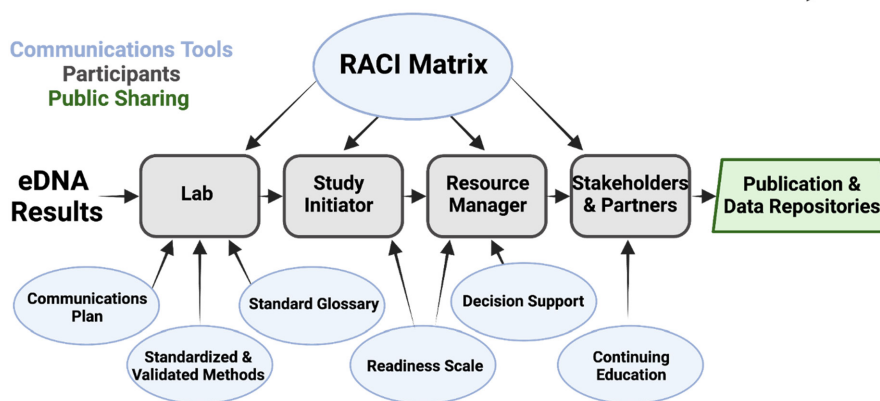 RACI Matrix
Communications Tools
Participants
Public Sharing
eDNA
Results
Lab
Study
Initiator
Resource
Manager
Stakeholders
& Partners
Publication &
Data Repositories
Communications
Plan
Standardized &
Validated Methods
Standard Glossary
Readiness Scale
Decision Support
Continuing
Education